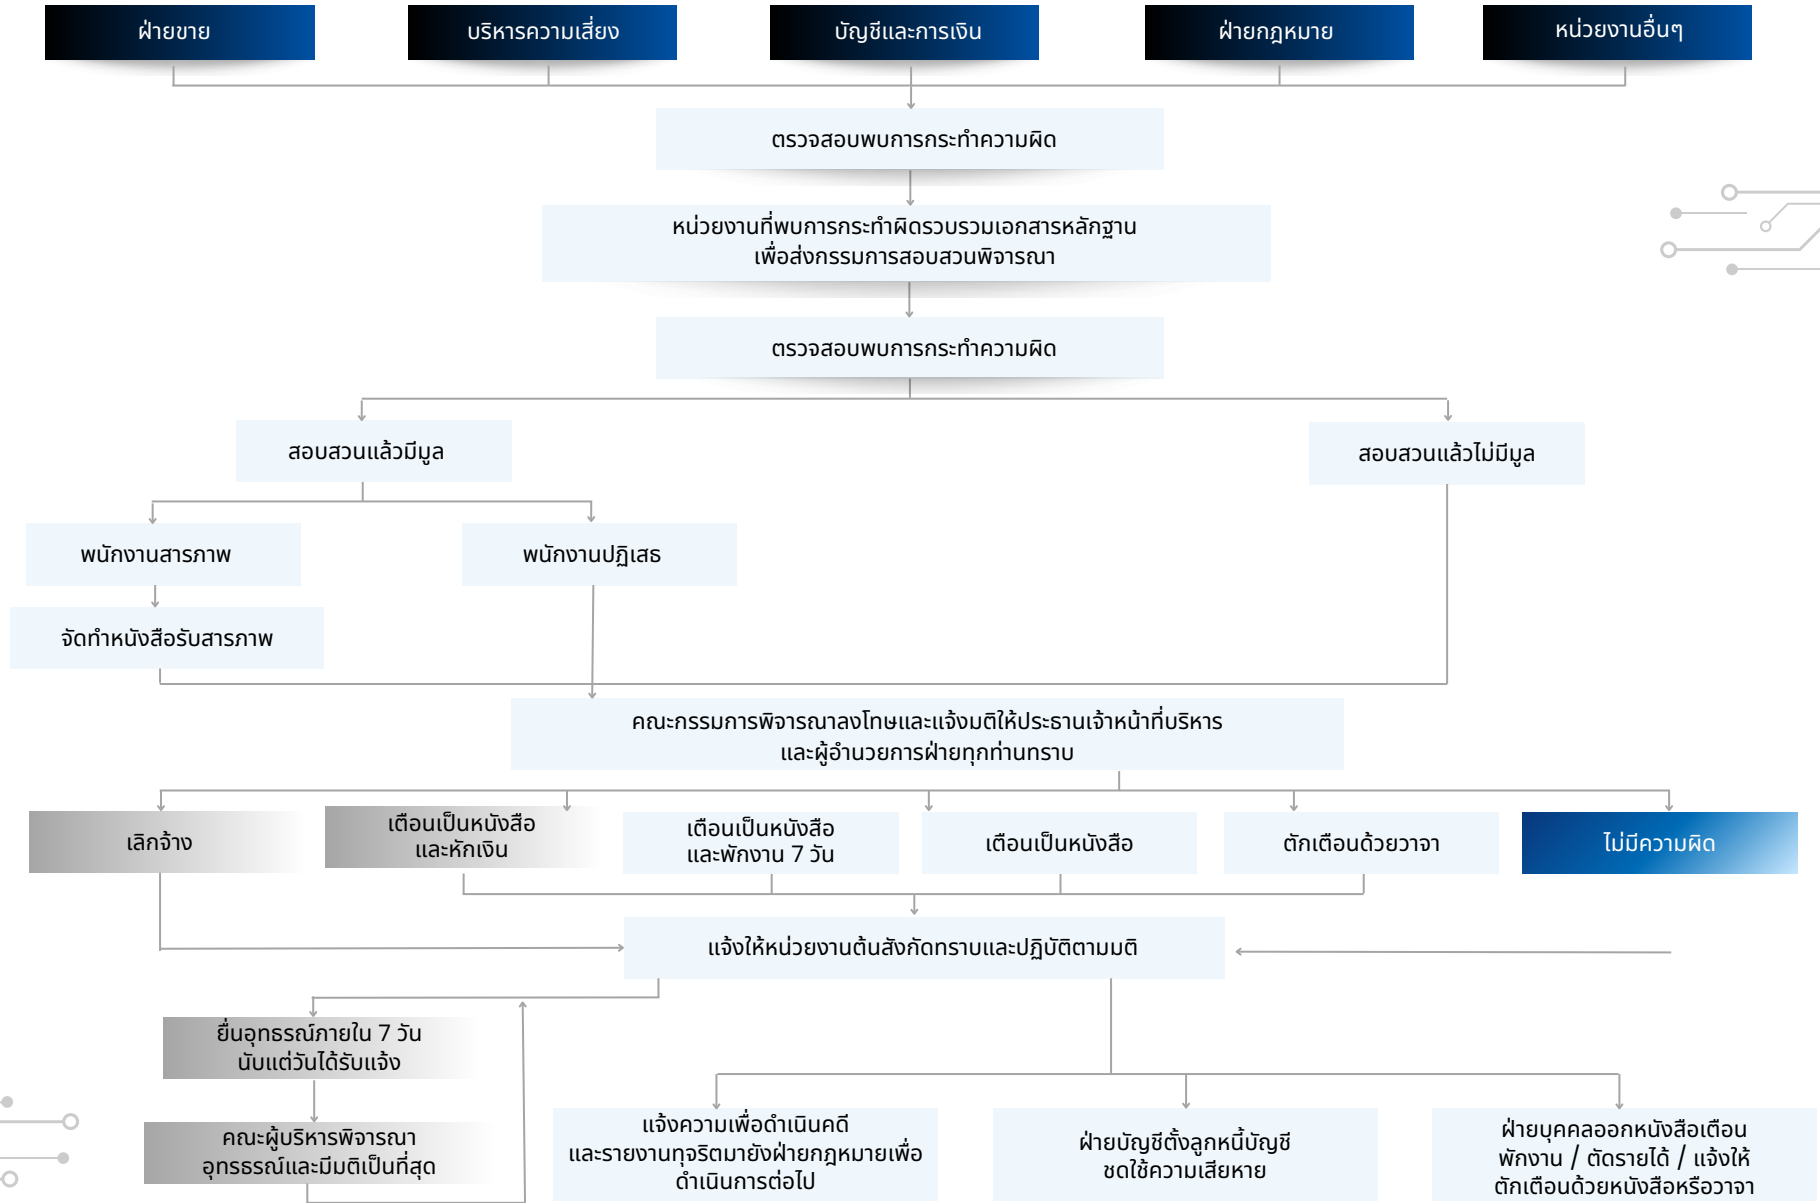 ฝ่ายขาย
บริหารความเสี่ยง
บัญชีและการเงิน
ฝ่ายกฎหมาย
หน่วยงานอื่นๆ
ตรวจสอบพบการกระทำความผิด
หน่วยงานที่พบการกระทำผิดรวบรวมเอกสารหลักฐาน
เพื่อส่งกรรมการสอบสวนพิจารณา
ตรวจสอบพบการกระทำความผิด
สอบสวนแล้วมีมูล
สอบสวนแล้วไม่มีมูล
พนักงานสารภาพ
พนักงานปฏิเสธ
จัดทำหนังสือรับสารภาพ
คณะกรรมการพิจารณาลงโทษและแจ้งมติให้ประธานเจ้าหน้าที่บริหาร
และผู้อำนวยการฝ่ายทุกท่านทราบ
เลิกจ้าง
เตือนเป็นหนังสือ
และหักเงิน
เตือนเป็นหนังสือ
และพักงาน 7 วัน
เตือนเป็นหนังสือ
ตักเตือนด้วยวาจา
ไม่มีความผิด
แจ้งให้หน่วยงานต้นสังกัดทราบและปฏิบัติตามมติ
ยื่นอุทธรณ์ภายใน 7 วัน
นับแต่วันได้รับแจ้ง
คณะผู้บริหารพิจารณา
อุทรธรณ์และมีมติเป็นที่สุด
แจ้งความเพื่อดำเนินคดี
และรายงานทุจริตมายังฝ่ายกฎหมายเพื่อ
ดำเนินการต่อไป
ฝ่ายบัญชีตั้งลูกหนี้บัญชี
ชดใช้ความเสียหาย
ฝ่ายบุคคลออกหนังสือเตือน
พักงาน / ตัดรายได้ / แจ้งให้
ตักเตือนด้วยหนังสือหรือวาจา